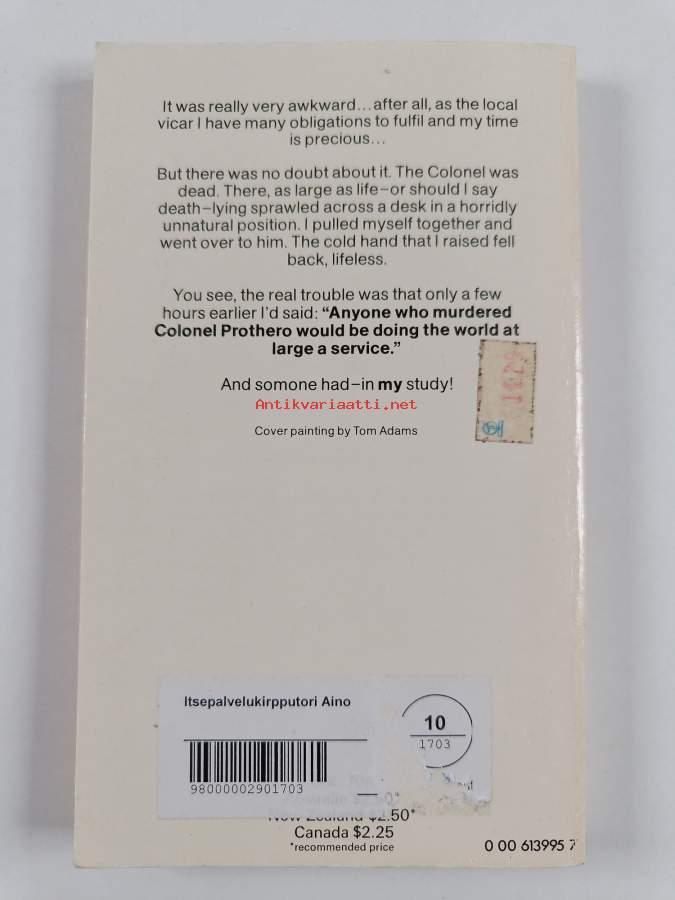 It was really very awkward...after all, as the local
vicar I have many obligations to fulfil and my time
is precious...
But there was no doubt about it. The Colonel was
dead. There, as large as life–or should I say
death–lying sprawled across a desk in a horridly
unnatural position. I pulled myself together and
went over to him. The cold hand that I raised fell
back, lifeless.
You see, the real trouble was that only a few
hours earlier I'd said: “Anyone who murdered
Colonel Prothero would be doing the world at
large a service.”
And somone had–in my study!
Antikvariaatti.net
Cover painting by Tom Adams
Itsepalvelukirpputori Aino
10
1703
98000002901703
New Zealand $2.50*
Canada $2.25
*recommended price
0 00 613995 7